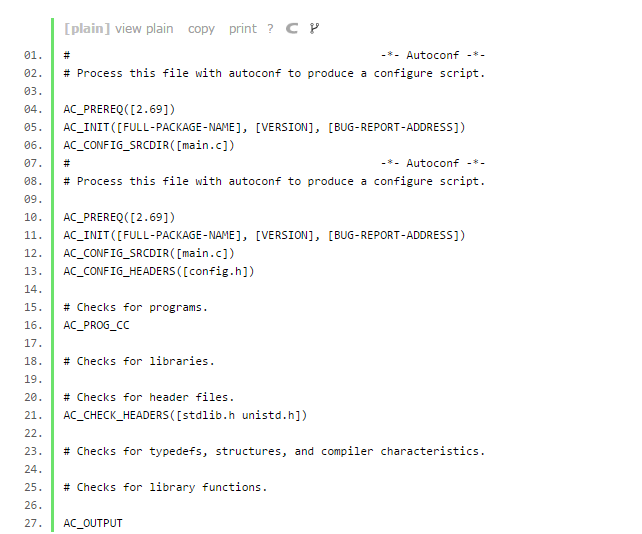 [plain] view plain copy print ?
01. # -*- Autoconf -*-
02. # Process this file with autoconf to produce a configure script.
03.
04. AC_PREREQ([2.69])
05. AC_INIT([FULL-PACKAGE-NAME], [VERSION], [BUG-REPORT-ADDRESS])
06. AC_CONFIG_SRCDIR([main.c])
07. # -*- Autoconf -*-
08. # Process this file with autoconf to produce a configure script.
09.
10. AC_PREREQ([2.69])
11. AC_INIT([FULL-PACKAGE-NAME], [VERSION], [BUG-REPORT-ADDRESS])
12. AC_CONFIG_SRCDIR([main.c])
13. AC_CONFIG_HEADERS([config.h])
14.
15. # Checks for programs.
16. AC_PROG_CC
17.
18. # Checks for libraries.
19.
20. # Checks for header files.
21. AC_CHECK_HEADERS([stdlib.h unistd.h])
22.
23. # Checks for typedefs, structures, and compiler characteristics.
24.
25. # Checks for library functions.
26.
27. AC_OUTPUT